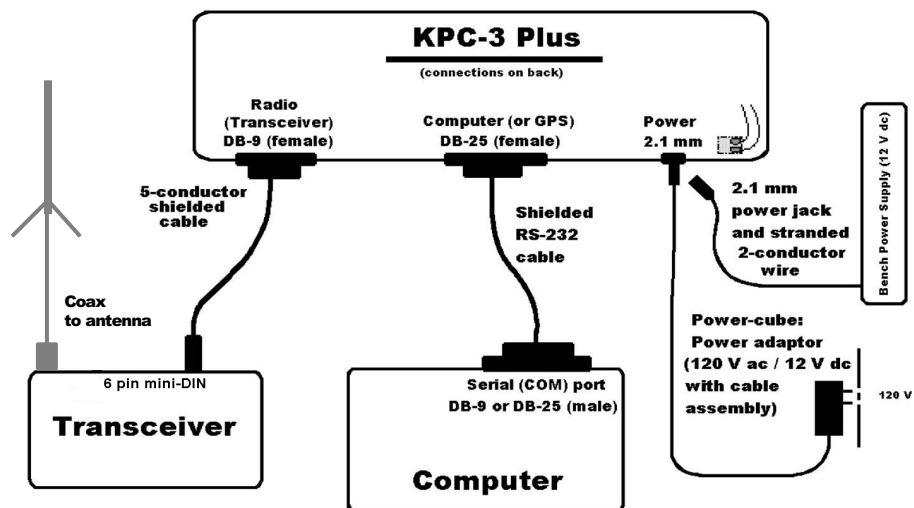 KPC-3 Plus
(connections on back)
Radio
(Transceiver)
DB-9 (female)
Computer (or GPS)
DB-25 (female)
Power
2.1 mm
5-conductor
shielded
cable
Shielded
RS-232
cable
2.1 mm
power jack
and stranded
2-conductor
wire
Bench Power Supply (12 V dc)
Coax
to antenna
Power-cube:
Power adaptor
(120 V ac / 12 V dc
with cable
assembly)
120 V
6 pin mini-DIN
Transceiver
Serial (COM) port
DB-9 or DB-25 (male)
Computer